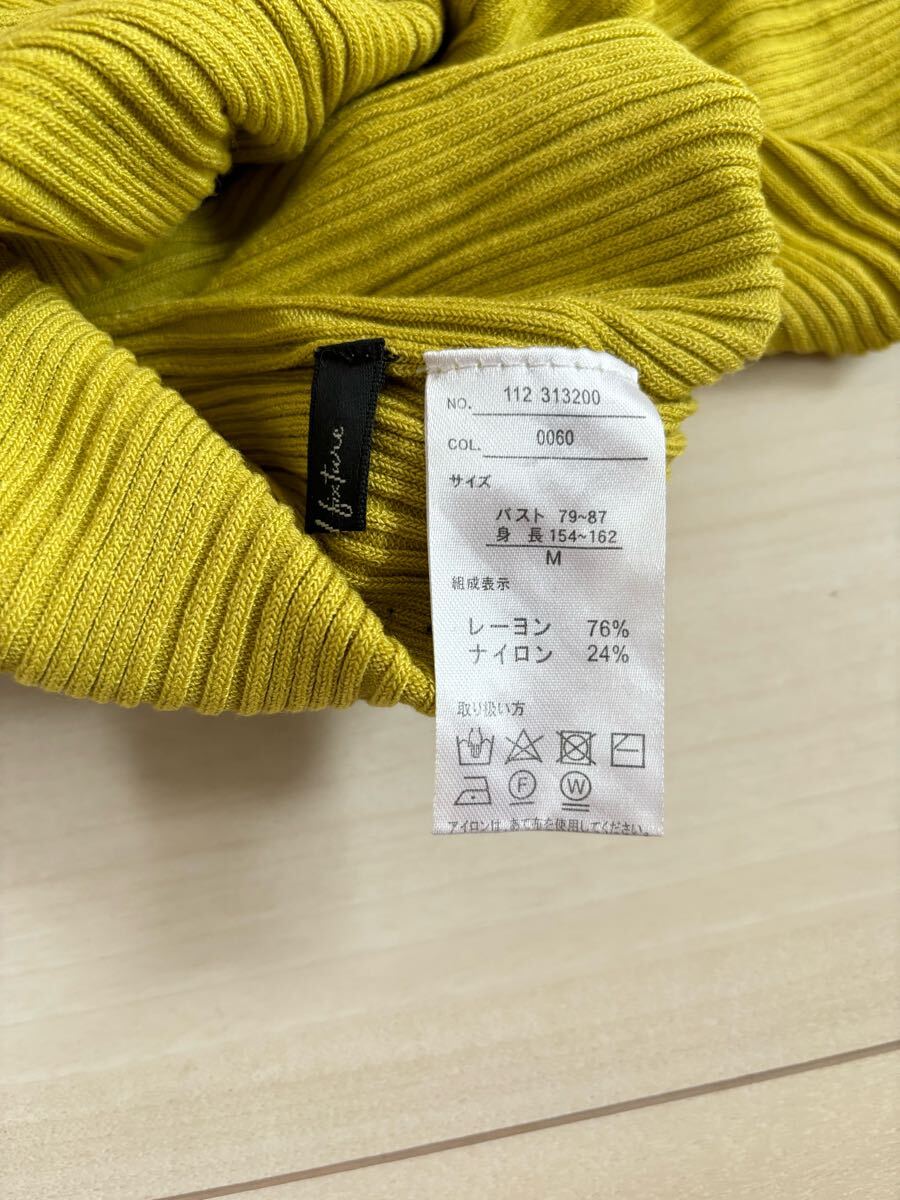 fixture
NO. 112 313200
COL. 0060
サイズ
バスト 79~87
身 長 154~162
M
組成表示
レーヨン 76%
ナイロン 24%
取り扱い方
F W
アイロンは、あて布を使用してください。